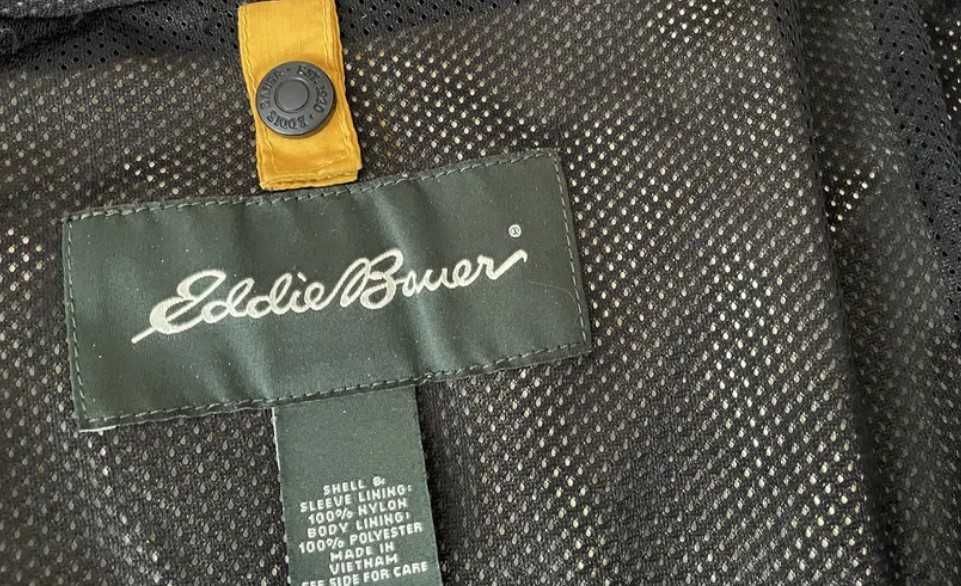 Eddie Bauer®
SHELL &
SLEEVE LINING:
100% NYLON
BODY LINING:
100% POLYESTER
MADE IN
VIETNAM
SEE SIDE FOR CARE